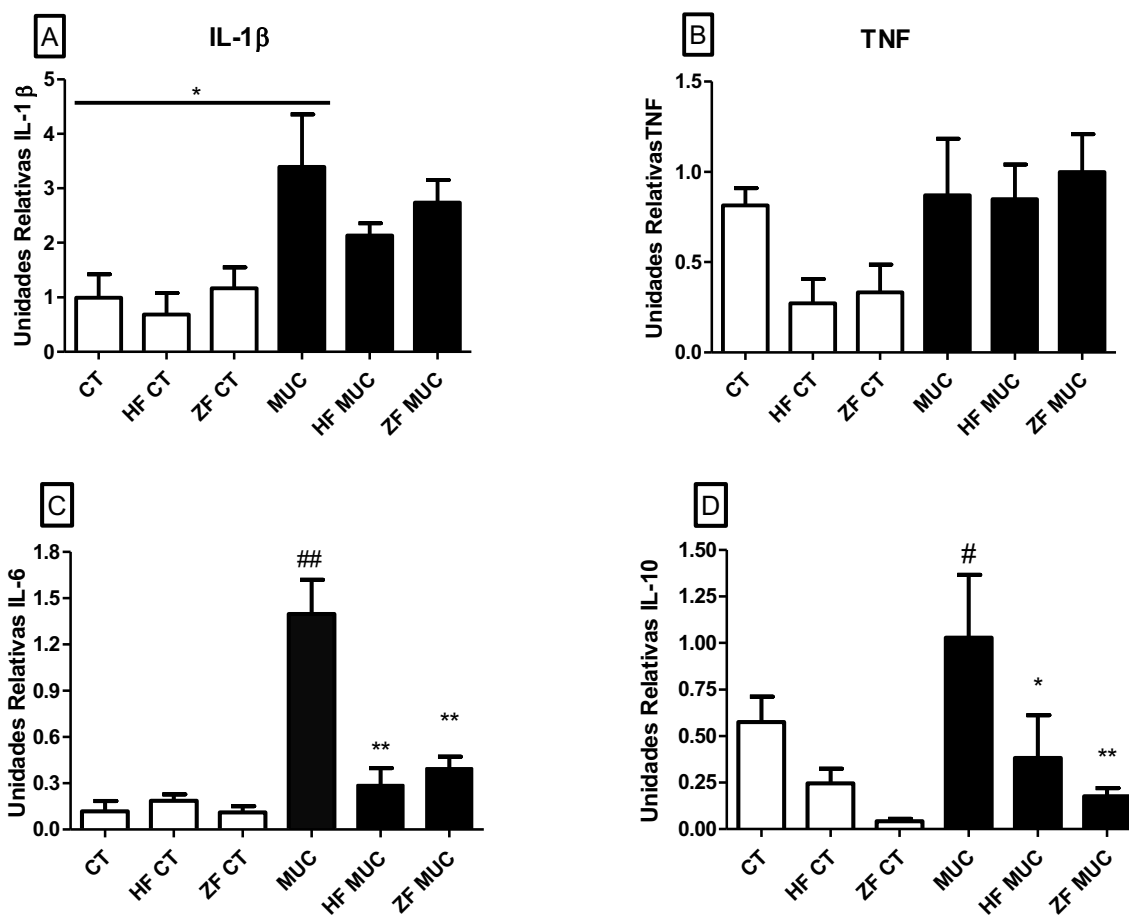 A
IL-1β
*
Unidades Relativas IL-1β
5
4
3
2
1
0
CT
HF CT
ZF CT
MUC
HF MUC
ZF MUC
B
TNF
Unidades RelativasTNF
1.5
1.0
0.5
0.0
CT
HF CT
ZF CT
MUC
HF MUC
ZF MUC
C
##
**
**
Unidades Relativas IL-6
1.8
1.5
1.2
0.9
0.6
0.3
0.0
CT
HF CT
ZF CT
MUC
HF MUC
ZF MUC
D
#
*
**
Unidades Relativas IL-10
1.50
1.25
1.00
0.75
0.50
0.25
0.00
CT
HF CT
ZF CT
MUC
HF MUC
ZF MUC